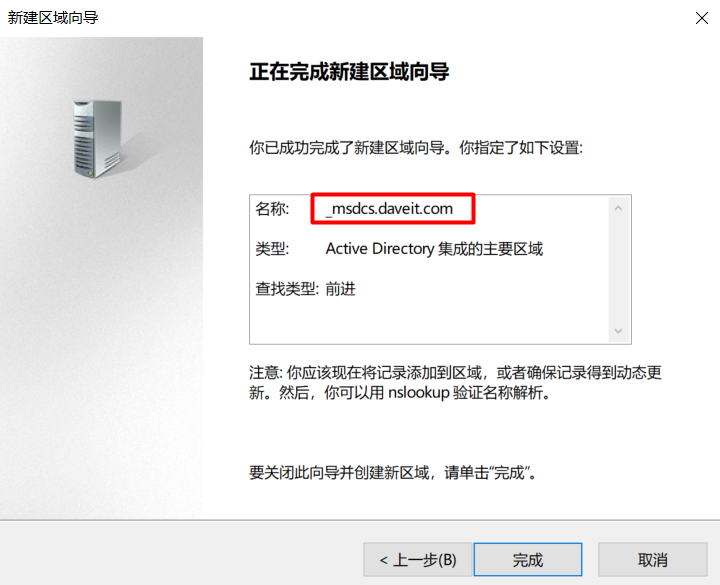 新建区域向导
正在完成新建区域向导
你已成功完成了新建区域向导。你指定了如下设置:
名称: _msdcs.daveit.com
类型: Active Directory 集成的主要区域
查找类型: 前进
注意: 你应该现在将记录添加到区域，或者确保记录得到动态更
新。然后，你可以用 nslookup 验证名称解析。
要关闭此向导并创建新区域，请单击“完成”。
< 上一步(B) 完成 取消